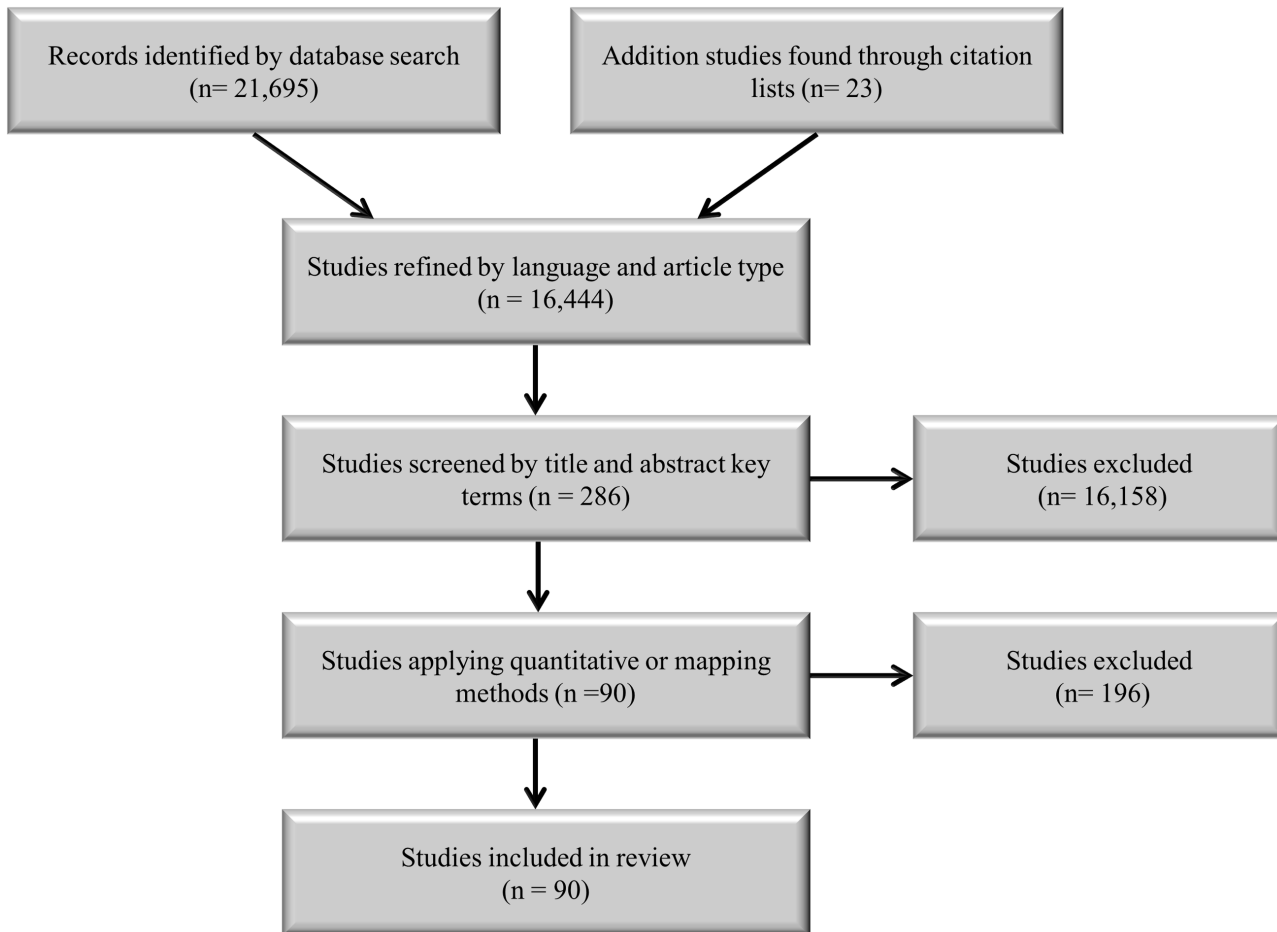 Records identified by database search
(n= 21,695)
Addition studies found through citation
lists (n= 23)
Studies refined by language and article type
(n = 16,444)
Studies screened by title and abstract key
terms (n = 286)
Studies excluded
(n= 16,158)
Studies applying quantitative or mapping
methods (n =90)
Studies excluded
(n= 196)
Studies included in review
(n = 90)